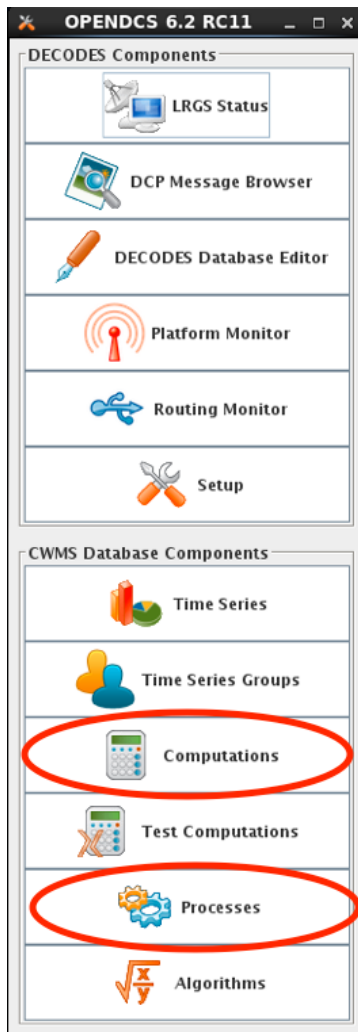 OPENDCS 6.2 RC11
DECODES Components
LRGS Status
DCP Message Browser
DECODES Database Editor
Platform Monitor
Routing Monitor
Setup
CWMS Database Components
Time Series
Time Series Groups
Computations
Test Computations
Processes
Algorithms